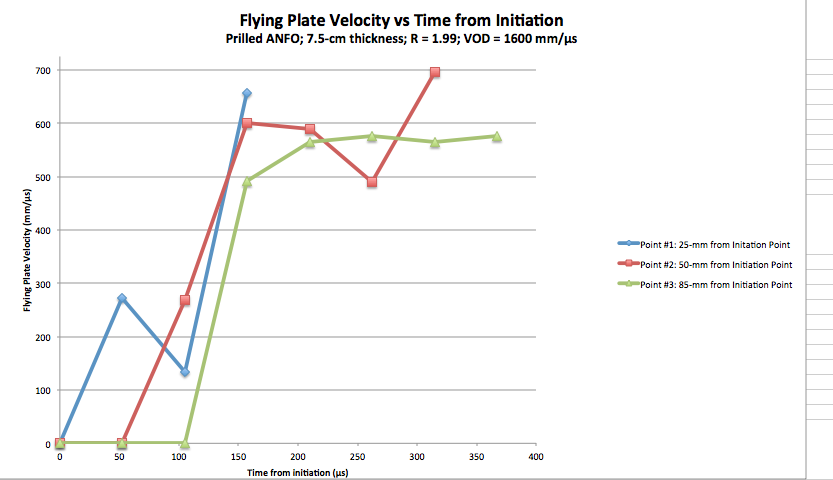 Flying Plate Velocity vs Time from Initiation
Prilled ANFO; 7.5-cm thickness; R = 1.99; VOD = 1600 mm/µs
700
600
500
400
300
200
100
0
Flying Plate Velocity (mm/µs)
0 50 100 150 200 250 300 350 400
Time from initiation (µs)
Point #1: 25-mm from Initation Point
Point #2: 50-mm from Initiation Point
Point #3: 85-mm from Initiation Point